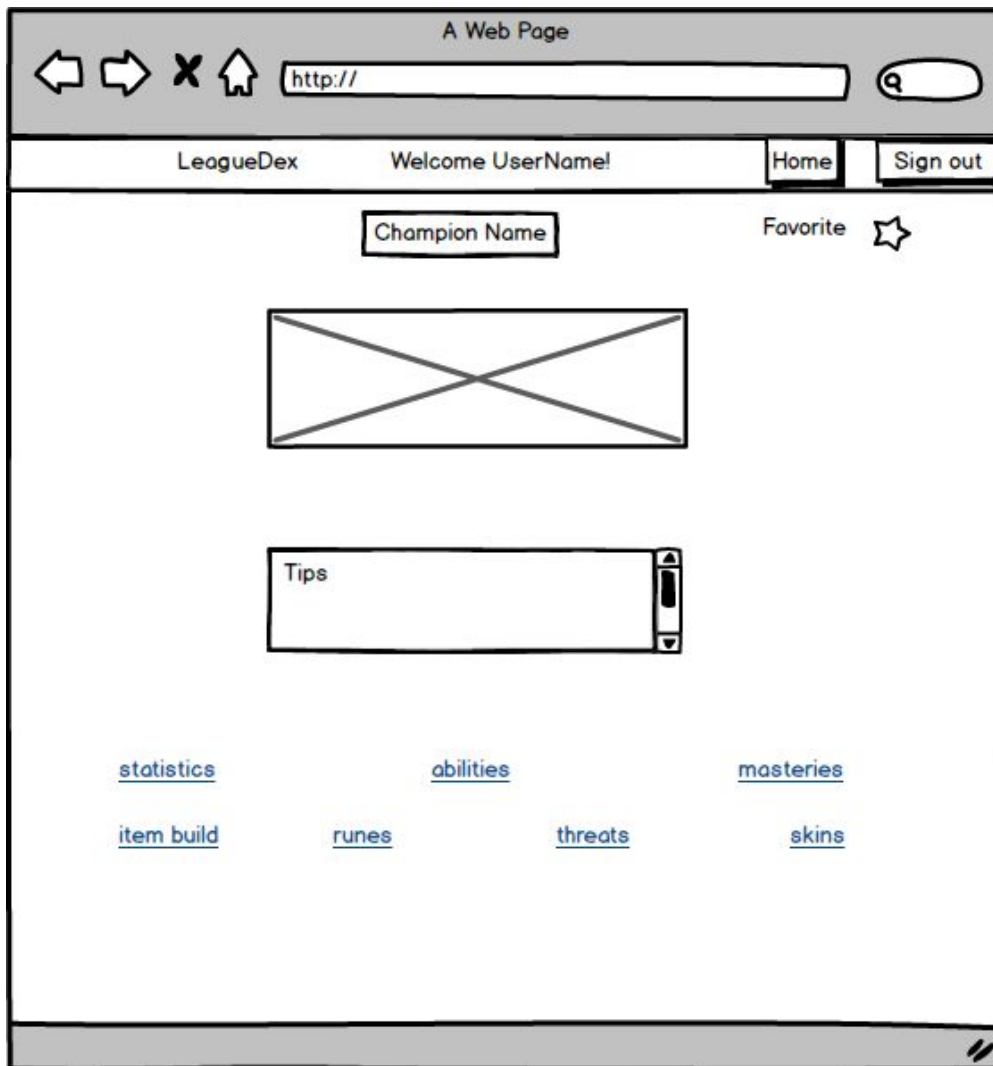 A Web Page
http://
LeagueDex Welcome UserName! Home Sign out
Champion Name Favorite
Tips
statistics abilities masteries
item build runes threats skins